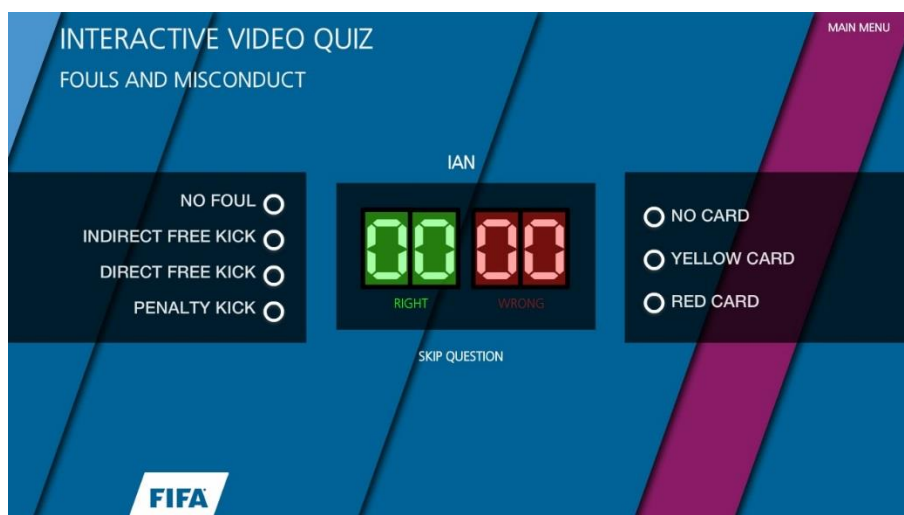 INTERACTIVE VIDEO QUIZ
MAIN MENU
FOULS AND MISCONDUCT
IAN
NO FOUL
INDIRECT FREE KICK
DIRECT FREE KICK
PENALTY KICK
00 00
RIGHT WRONG
NO CARD
YELLOW CARD
RED CARD
SKIP QUESTION
FIFA